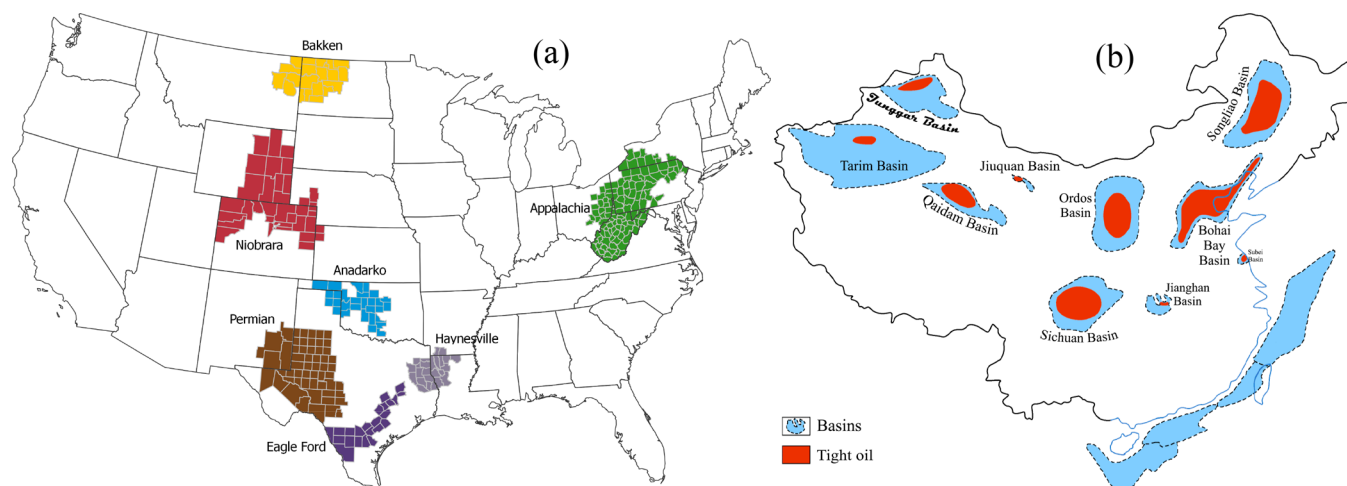 (a)
Bakken
Niobrara
Appalachia
Anadarko
Permian
Haynesville
Eagle Ford
(b)
Junggar Basin
Songliao Basin
Tarim Basin
Jiuquan Basin
Qaidam Basin
Ordos
Basin
Bohai
Bay
Basin
Subei
Basin
Jianghan
Basin
Sichuan Basin
Basins
Tight oil